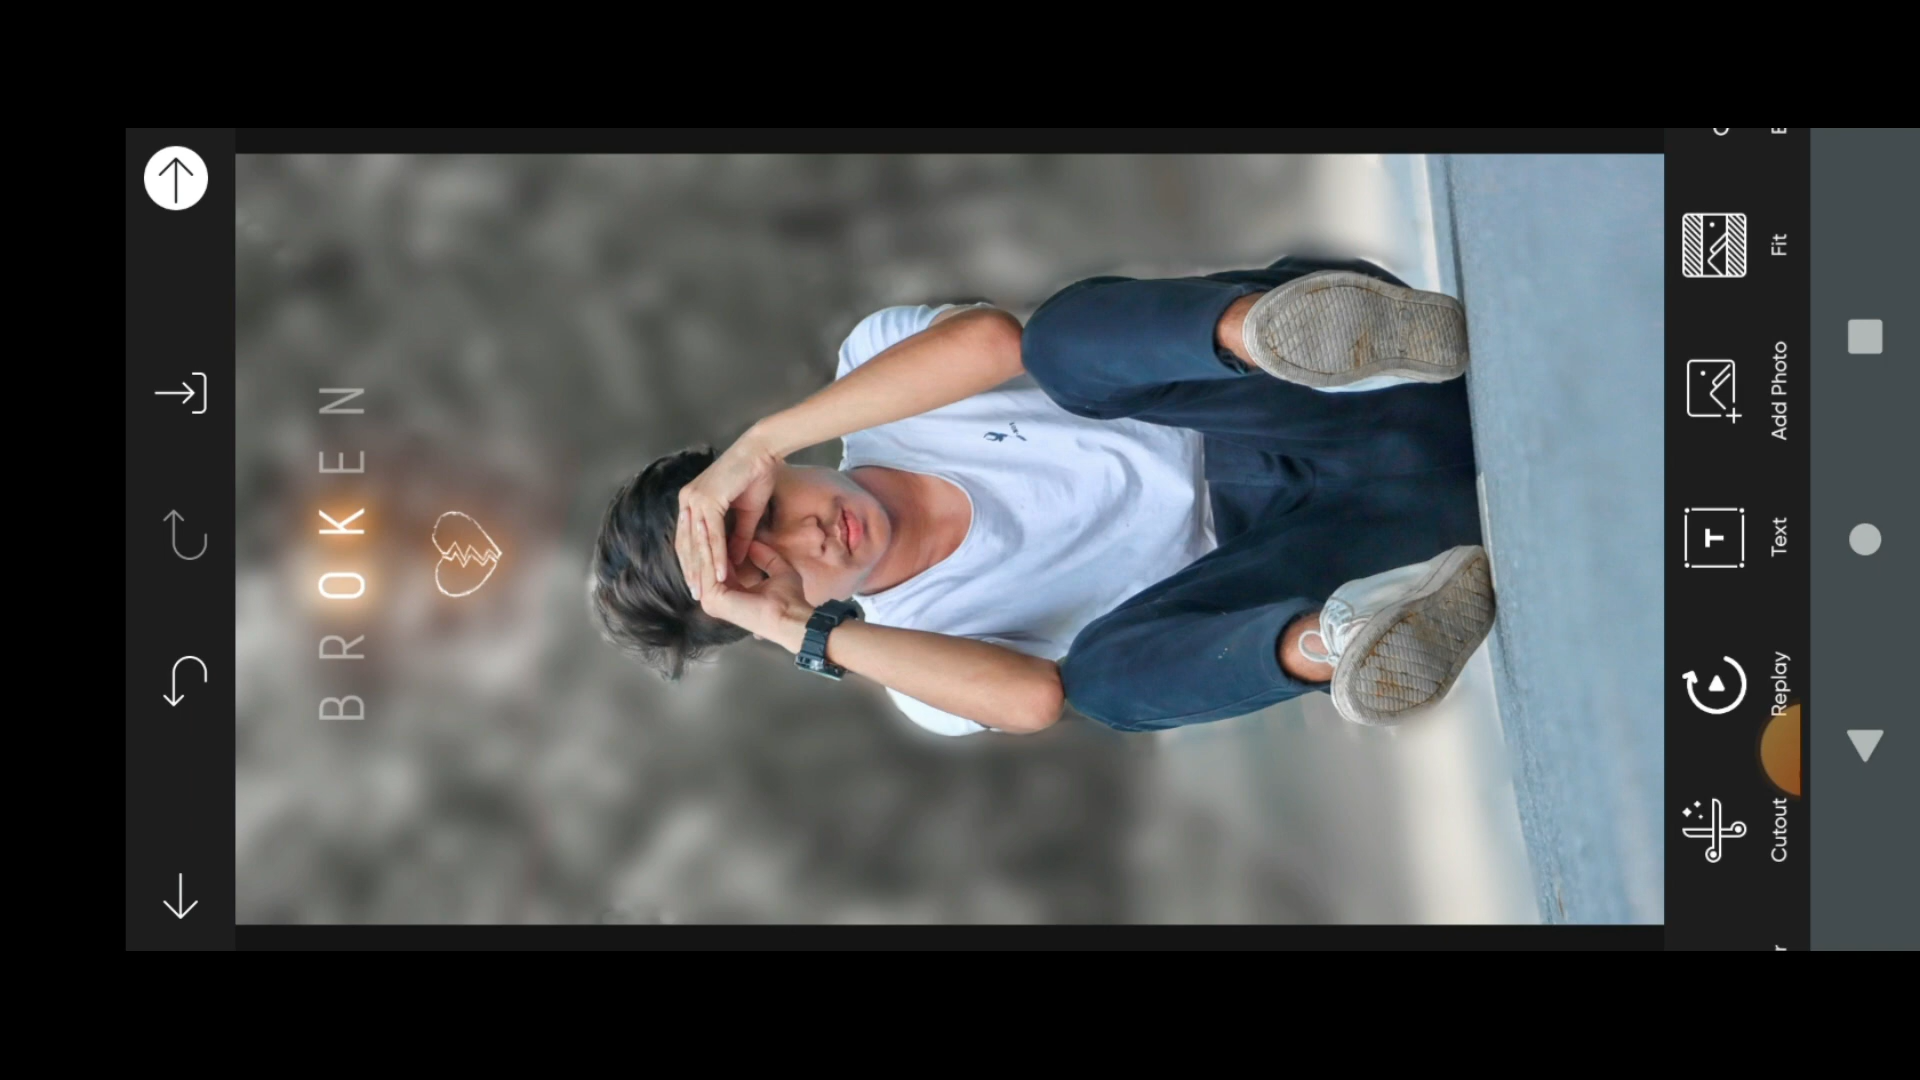 BROKEN
Fit
Add Photo
Text
Replay
Cutout